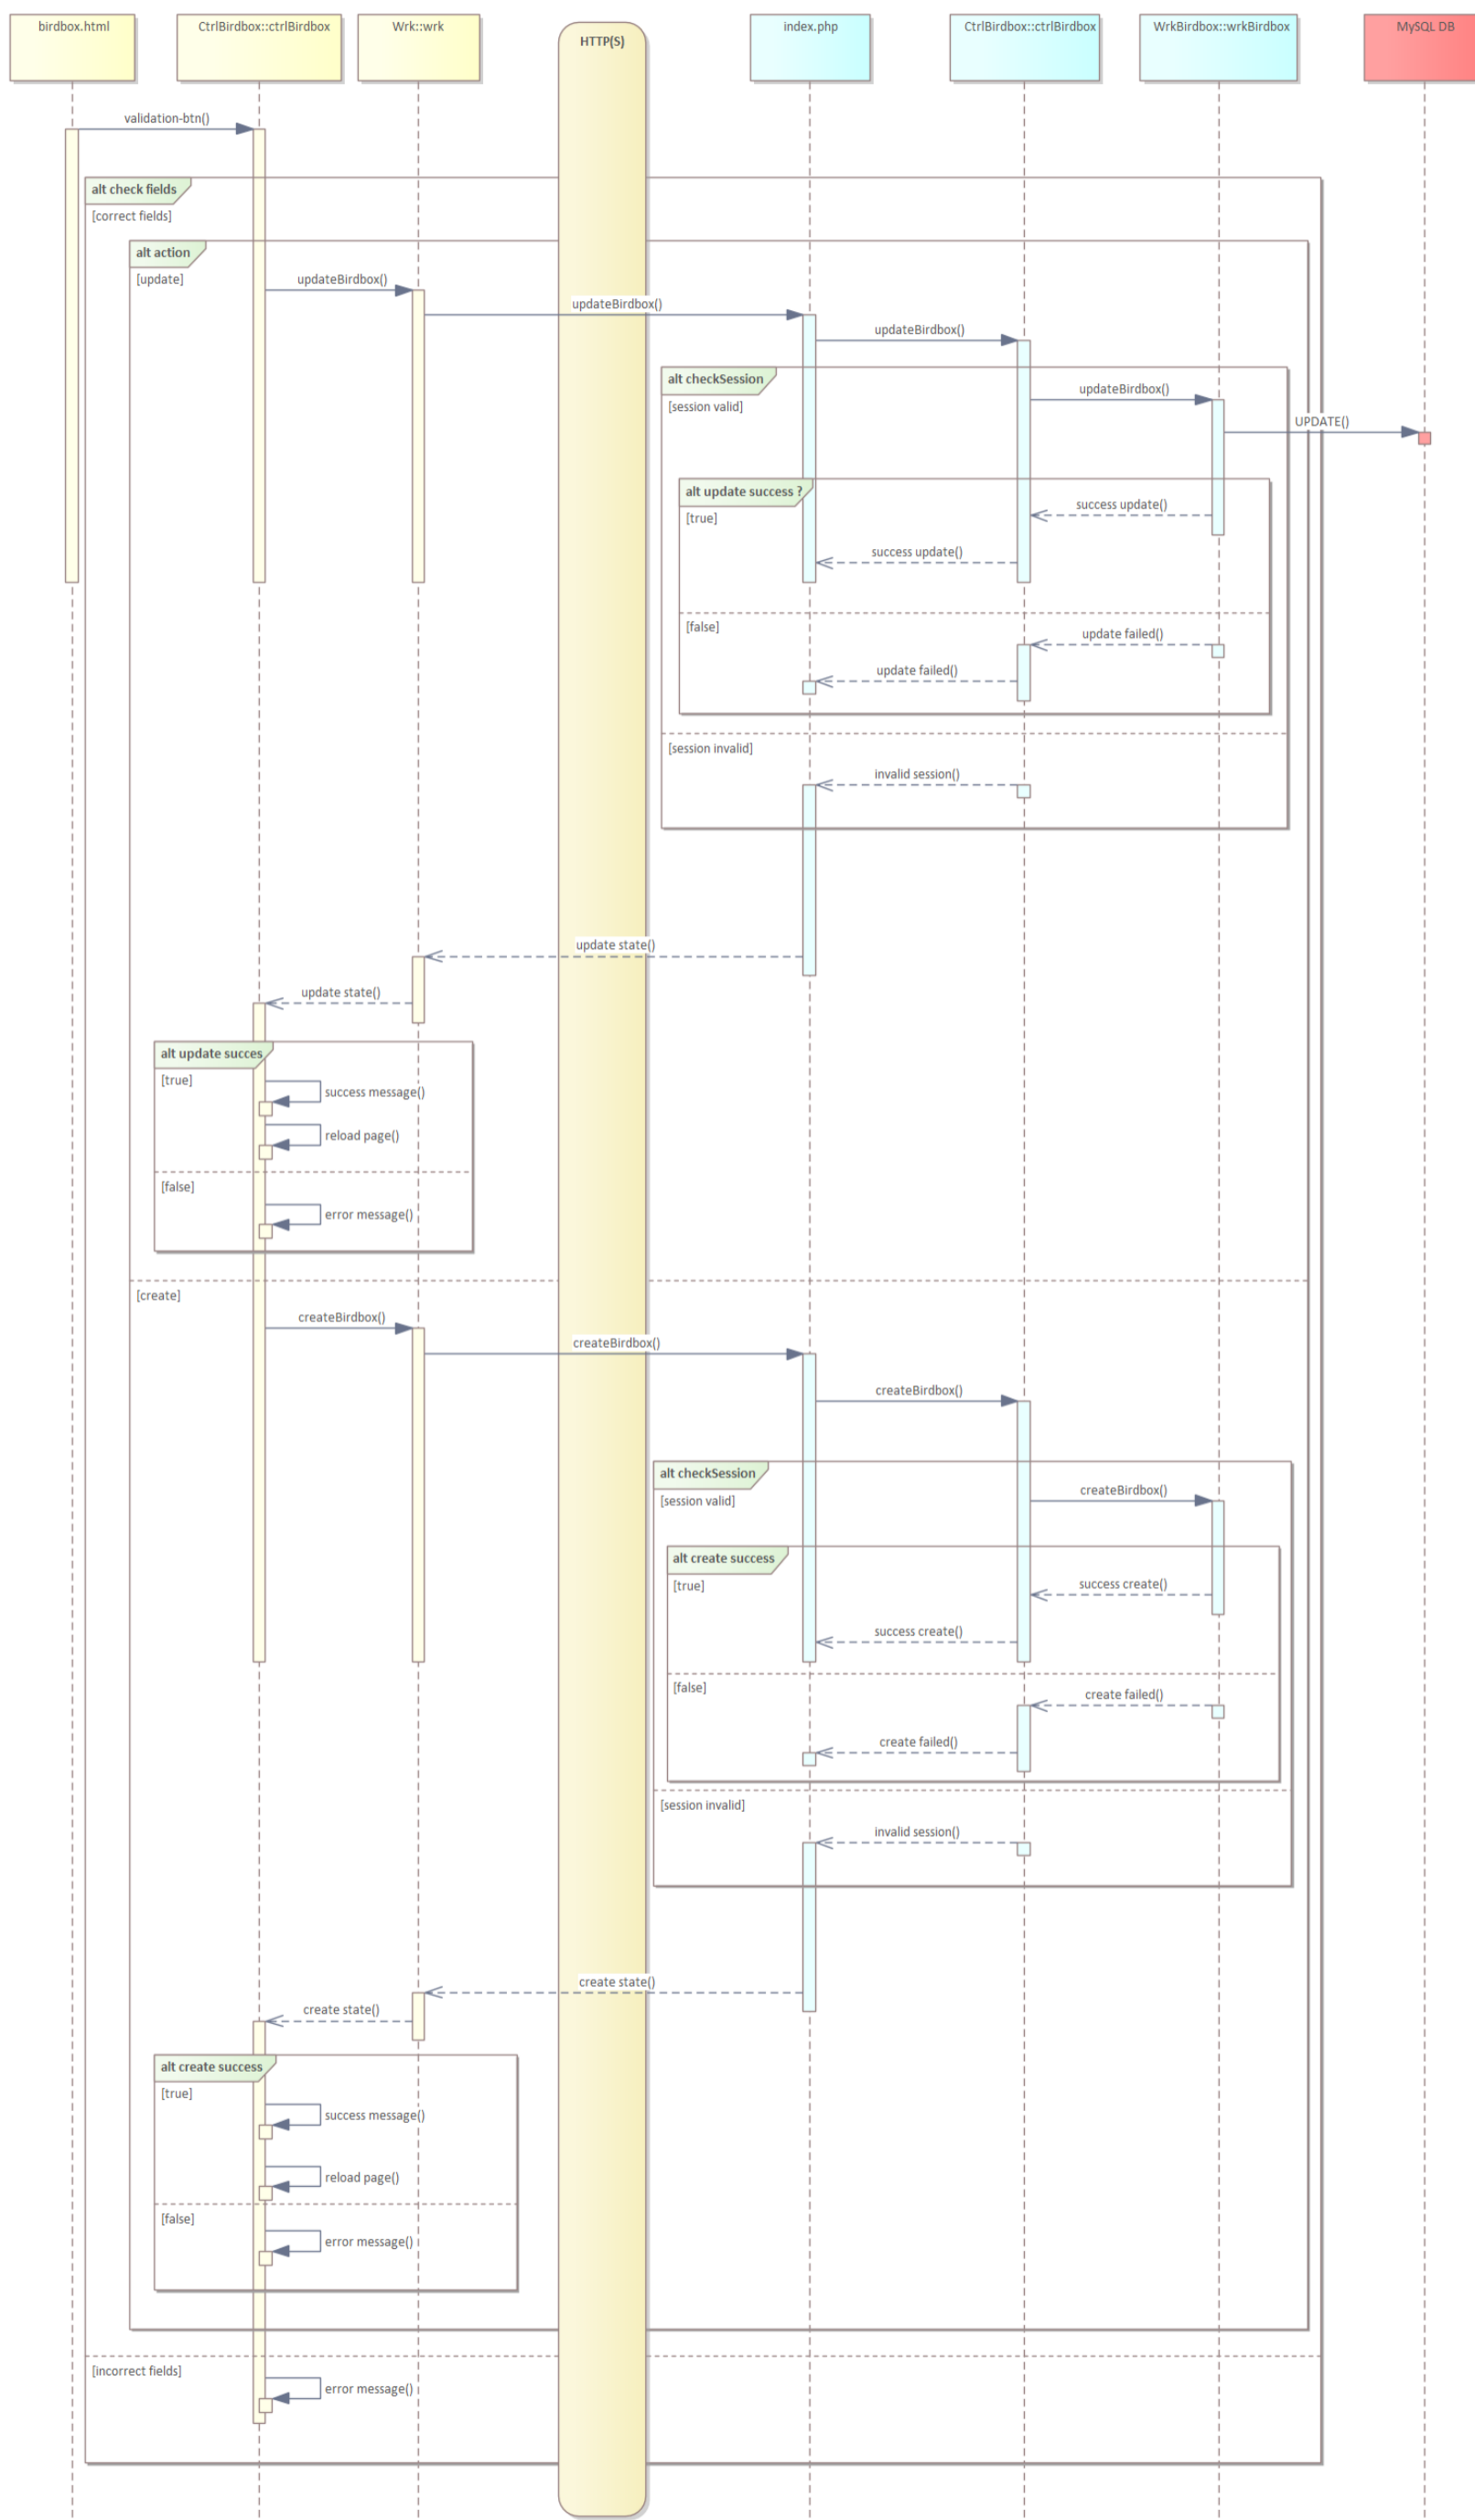 birdbox.html
CtrlBirdbox::ctrlBirdbox
Wrk::wrk
HTTP(S)
index.php
CtrlBirdbox::ctrlBirdbox
WrkBirdbox::wrkBirdbox
MySQL DB
validation-btn()
alt check fields
[correct fields]
alt action
[update]
updateBirdbox()
updateBirdbox()
updateBirdbox()
alt checkSession
[session valid]
updateBirdbox()
UPDATE()
alt update success ?
[true]
success update()
success update()
[false]
update failed()
update failed()
[session invalid]
invalid session()
update state()
update state()
alt update succes
[true]
success message()
reload page()
[false]
error message()
[create]
createBirdbox()
createBirdbox()
createBirdbox()
alt checkSession
[session valid]
createBirdbox()
alt create success
[true]
success create()
success create()
[false]
create failed()
create failed()
[session invalid]
invalid session()
create state()
create state()
alt create success
[true]
success message()
reload page()
[false]
error message()
[incorrect fields]
error message()